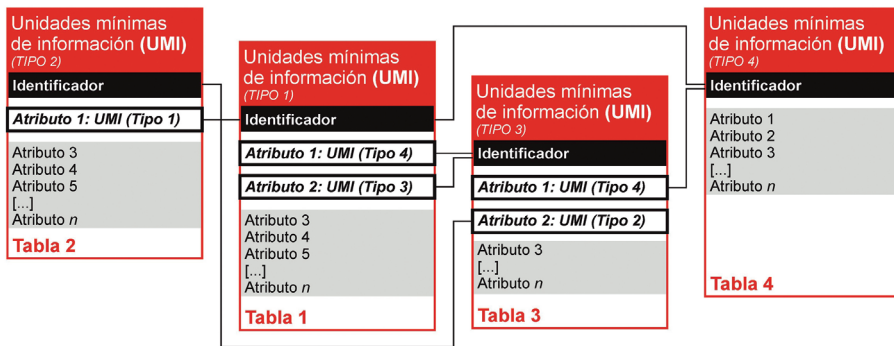 Unidades mínimas
de información (UMI)
(TIPO 2)
Identificador
Atributo 1: UMI (Tipo 1)
Atributo 3
Atributo 4
Atributo 5
[...]
Atributo n
Tabla 2
Unidades mínimas
de información (UMI)
(TIPO 1)
Identificador
Atributo 1: UMI (Tipo 4)
Atributo 2: UMI (Tipo 3)
Atributo 3
Atributo 4
Atributo 5
[...]
Atributo n
Tabla 1
Unidades mínimas
de información (UMI)
(TIPO 3)
Identificador
Atributo 1: UMI (Tipo 4)
Atributo 2: UMI (Tipo 2)
Atributo 3
[...]
Atributo n
Tabla 3
Unidades mínimas
de información (UMI)
(TIPO 4)
Identificador
Atributo 1
Atributo 2
Atributo 3
[...]
Atributo n
Tabla 4